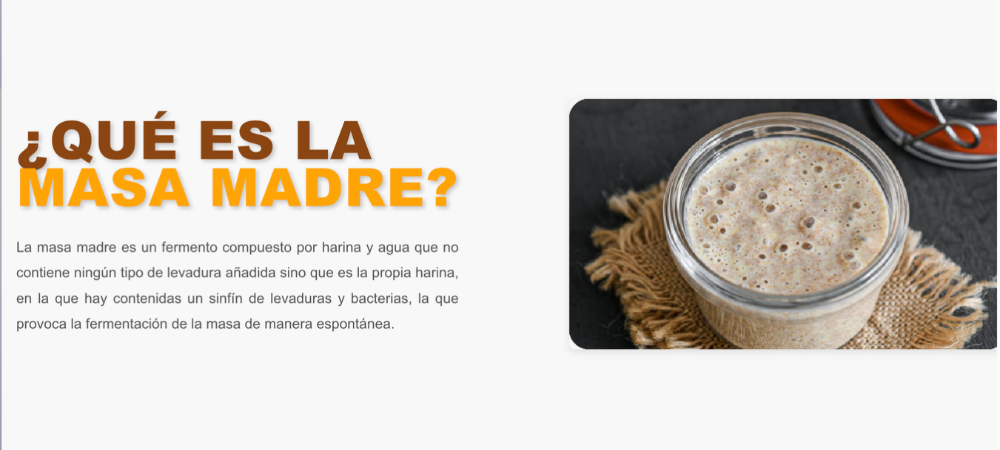 ¿QUÉ ES LA
MASA MADRE?
La masa madre es un fermento compuesto por harina y agua que no
contiene ningún tipo de levadura añadida sino que es la propia harina,
en la que hay contenidas un sinfín de levaduras y bacterias, la que
provoca la fermentación de la masa de manera espontánea.